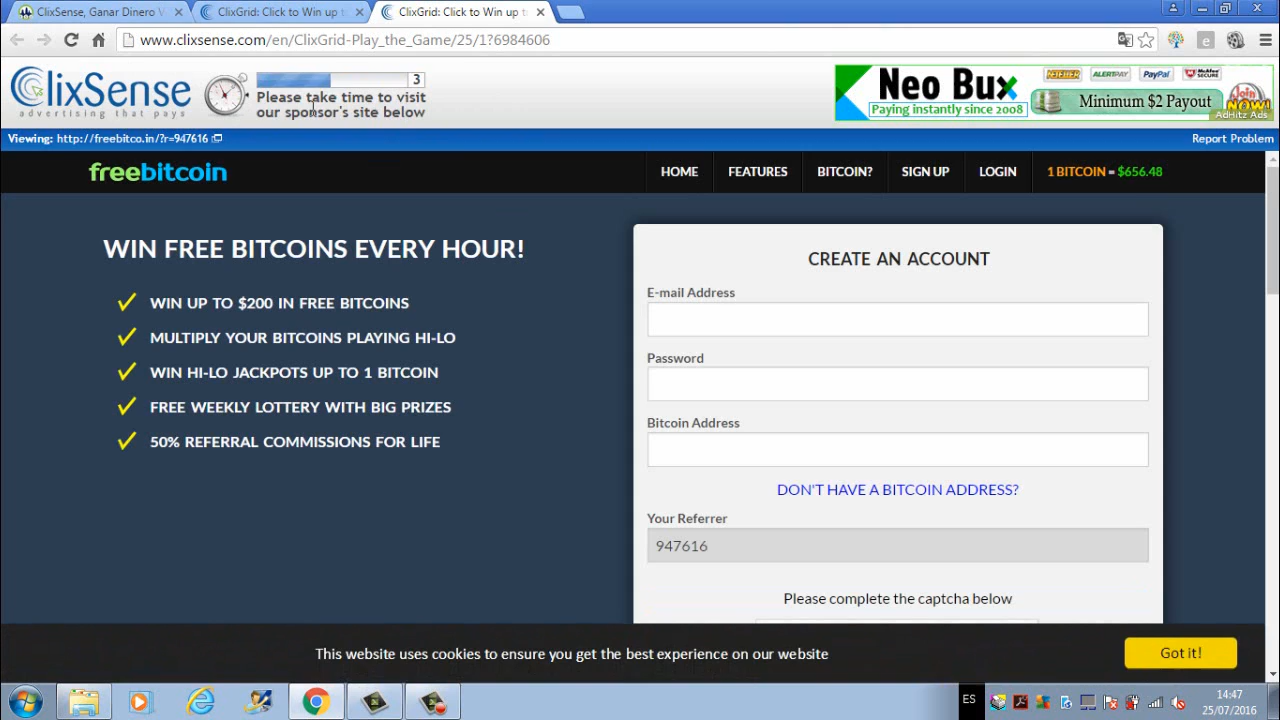 ClixSense, Ganar Dinero V
ClixGrid: Click to Win up t
ClixGrid: Click to Win up t
www.clixsense.com/en/ClixGrid-Play_the_Game/25/1?6984606
ClixSense
advertising that pays
3
Please take time to visit
our sponsor's site below
Neo Bux
Paying instantly since 2008
ALERTPAY
PayPal
McAfee
SECURE
Minimum $2 Payout
Join
NOW!
AdHitz Ads
Viewing: http://freebitco.in/?r=947616
Report Problem
freebitcoin
HOME
FEATURES
BITCOIN?
SIGN UP
LOGIN
1 BITCOIN = $656.48
WIN FREE BITCOINS EVERY HOUR!
WIN UP TO $200 IN FREE BITCOINS
MULTIPLY YOUR BITCOINS PLAYING HI-LO
WIN HI-LO JACKPOTS UP TO 1 BITCOIN
FREE WEEKLY LOTTERY WITH BIG PRIZES
50% REFERRAL COMMISSIONS FOR LIFE
CREATE AN ACCOUNT
E-mail Address
Password
Bitcoin Address
DON'T HAVE A BITCOIN ADDRESS?
Your Referrer
947616
Please complete the captcha below
This website uses cookies to ensure you get the best experience on our website
Got it!
ES
14:47
25/07/2016